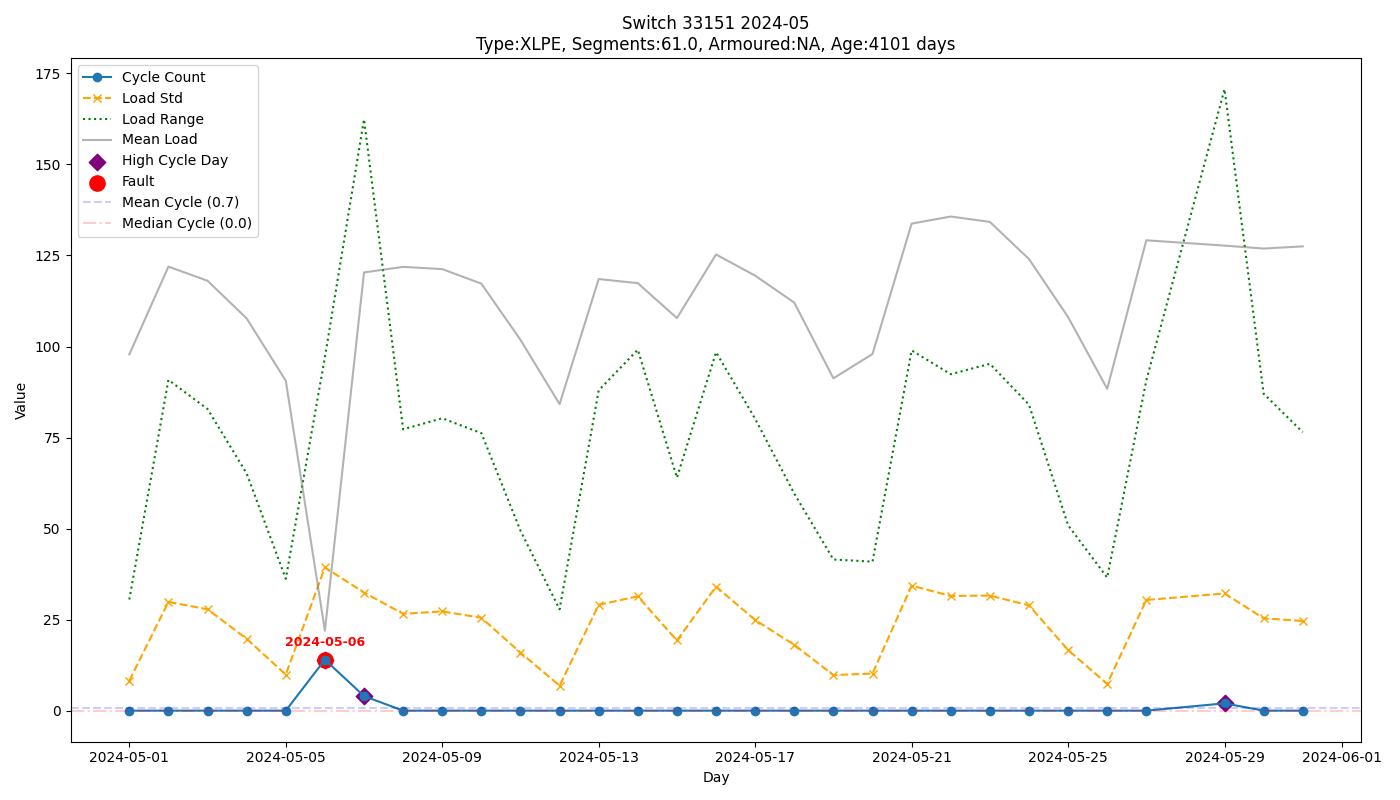 Switch 33151 2024-05
Type:XLPE, Segments:61.0, Armoured:NA, Age:4101 days
Cycle Count
Load Std
Load Range
Mean Load
High Cycle Day
Fault
Mean Cycle (0.7)
Median Cycle (0.0)
175
150
125
100
75
50
25
0
Value
2024-05-06
2024-05-01 2024-05-05 2024-05-09 2024-05-13 2024-05-17 2024-05-21 2024-05-25 2024-05-29 2024-06-01
Day